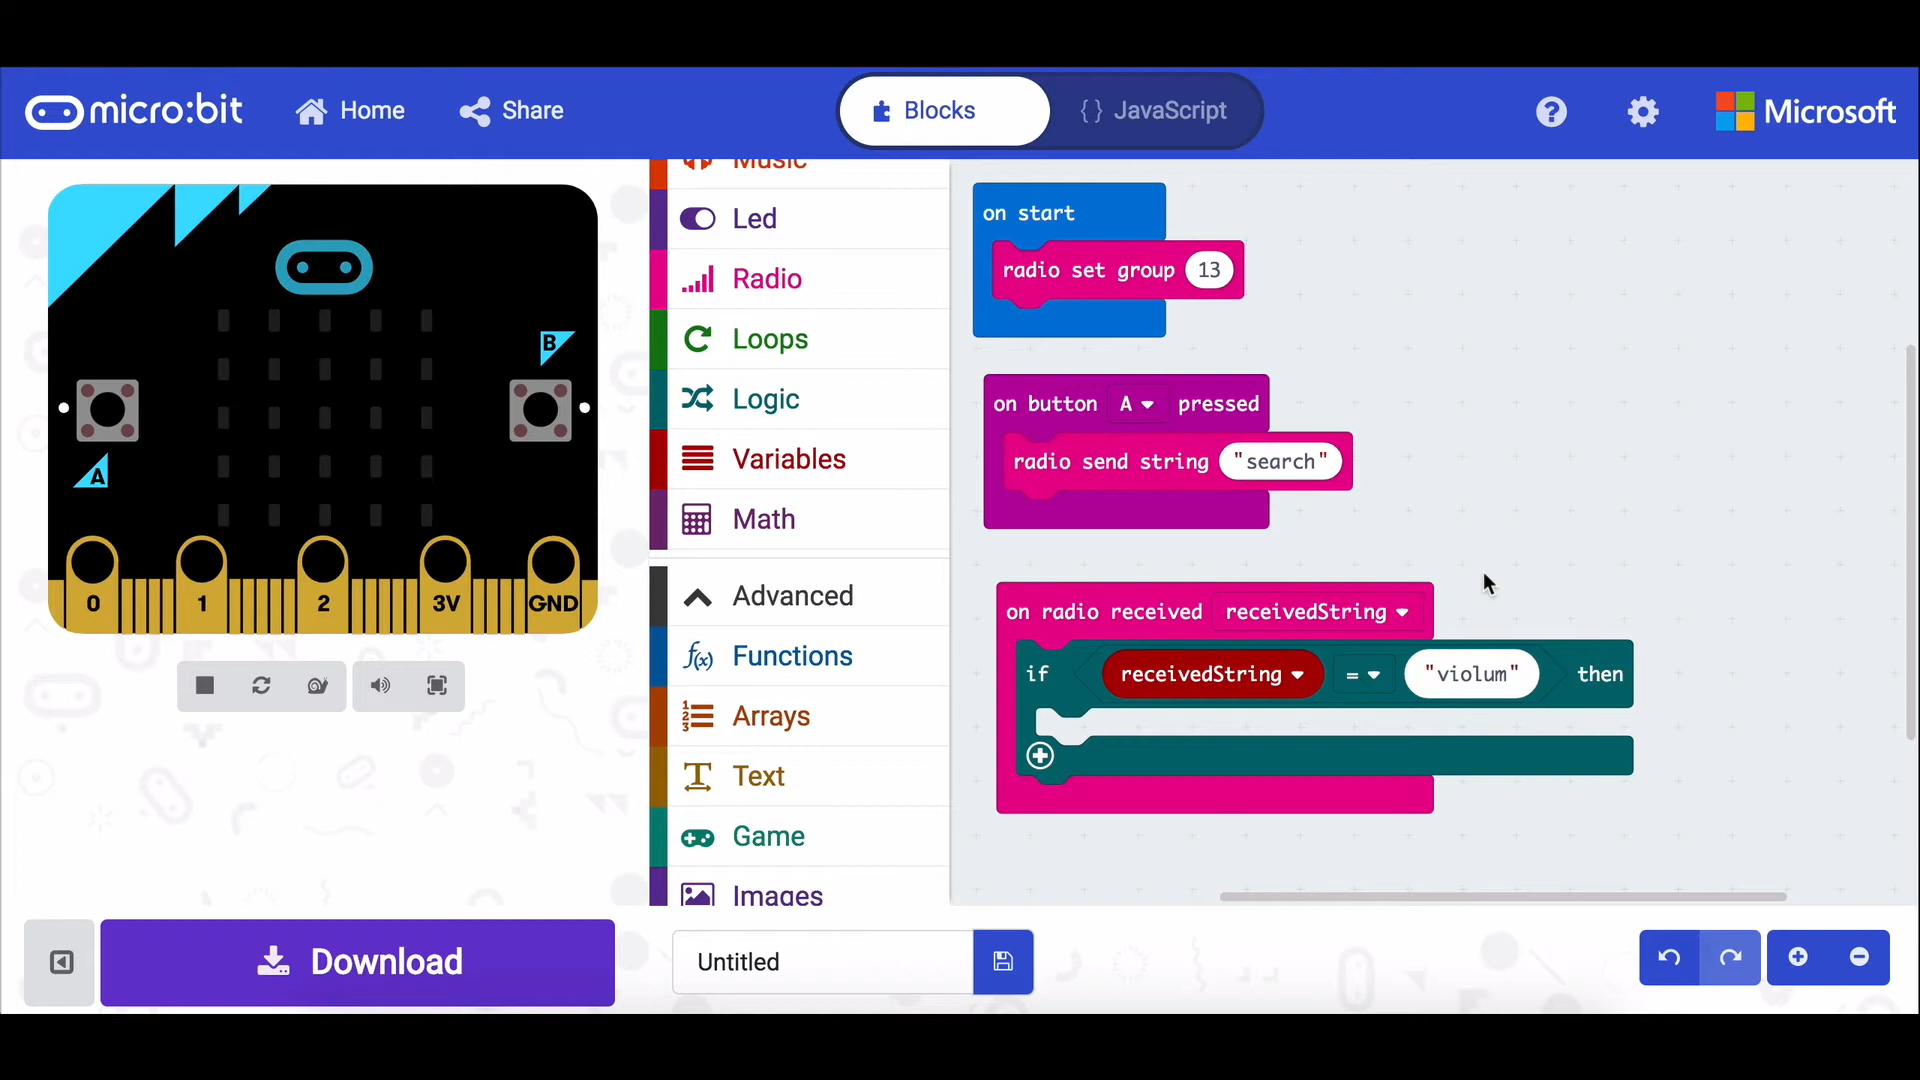 micro:bit Home Share Blocks {} JavaScript ? Microsoft
Music
Led
Radio
Loops
Logic
Variables
Math
Advanced
f(x) Functions
Arrays
Text
Game
Images
B
A
0 1 2 3V GND
on start
radio set group 13
on button A pressed
radio send string "search"
on radio received receivedString
if receivedString = "violum" then
Download
Untitled